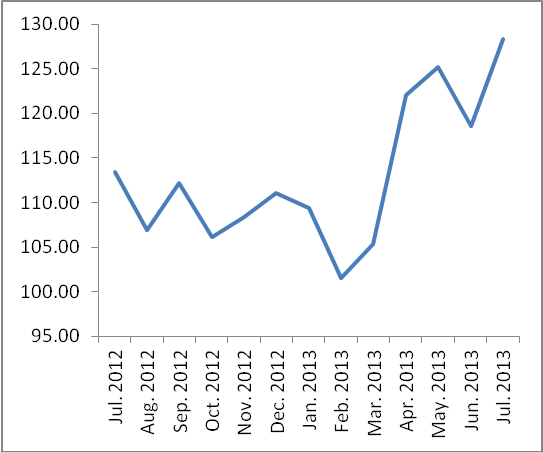 130.00
125.00
120.00
115.00
110.00
105.00
100.00
95.00
Jul. 2012
Aug. 2012
Sep. 2012
Oct. 2012
Nov. 2012
Dec. 2012
Jan. 2013
Feb. 2013
Mar. 2013
Apr. 2013
May. 2013
Jun. 2013
Jul. 2013